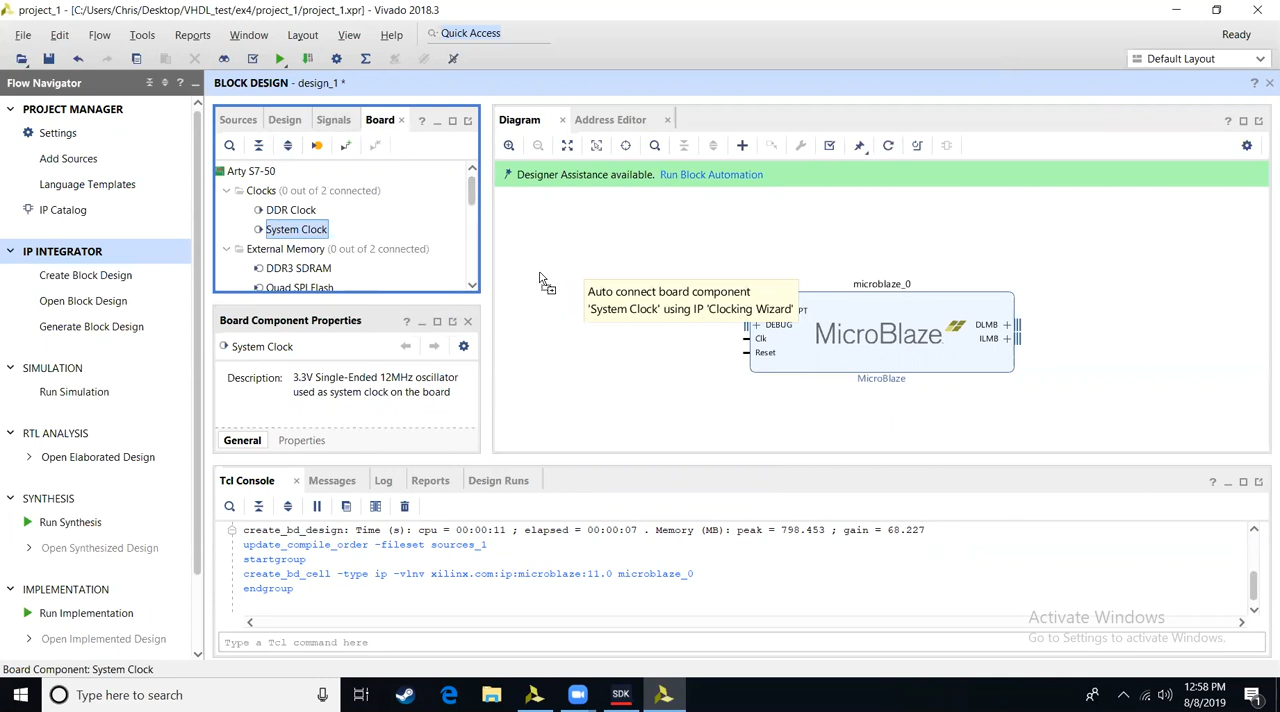 project_1 - [C:/Users/Chris/Desktop/VHDL_test/ex4/project_1/project_1.xpr] - Vivado 2018.3
File Edit Flow Tools Reports Window Layout View Help Quick Access Ready
Default Layout
Flow Navigator
PROJECT MANAGER
Settings
Add Sources
Language Templates
IP Catalog
IP INTEGRATOR
Create Block Design
Open Block Design
Generate Block Design
SIMULATION
Run Simulation
RTL ANALYSIS
Open Elaborated Design
SYNTHESIS
Run Synthesis
Open Synthesized Design
IMPLEMENTATION
Run Implementation
Open Implemented Design
BLOCK DESIGN - design_1 *
Sources Design Signals Board
Arty S7-50
Clocks (0 out of 2 connected)
DDR Clock
System Clock
External Memory (0 out of 2 connected)
DDR3 SDRAM
Quad SPI Flash
Board Component Properties
System Clock
Description: 3.3V Single-Ended 12MHz oscillator
used as system clock on the board
General Properties
Diagram Address Editor
Designer Assistance available. Run Block Automation
Auto connect board component
'System Clock' using IP 'Clocking Wizard'
microblaze_0
PT
DEBUG
Clk
Reset
MicroBlaze
DLMB
ILMB
MicroBlaze
Tcl Console Messages Log Reports Design Runs
create_bd_design: Time (s): cpu = 00:00:11 ; elapsed = 00:00:07 . Memory (MB): peak = 798.453 ; gain = 68.227
update_compile_order -fileset sources_1
startgroup
create_bd_cell -type ip -vlnv xilinx.com:ip:microblaze:11.0 microblaze_0
endgroup
Type a Tcl command here
Activate Windows
Go to Settings to activate Windows.
Board Component: System Clock
Type here to search
SDK
12:58 PM
8/8/2019
1